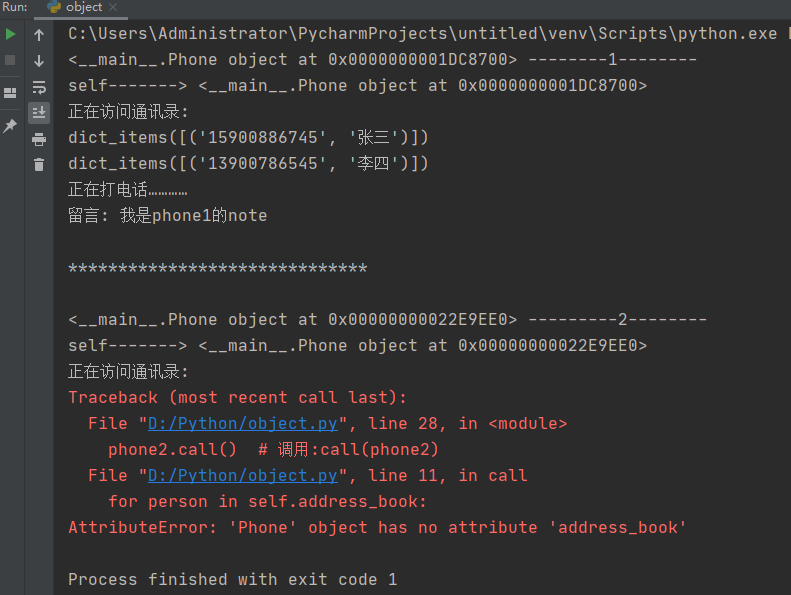 Run: object
C:\Users\Administrator\PycharmProjects\untitled\venv\Scripts\python.exe
<__main__.Phone object at 0x0000000001DC8700> --------1--------
self-------> <__main__.Phone object at 0x0000000001DC8700>
正在访问通讯录:
dict_items([('15900886745', '张三')])
dict_items([('13900786545', '李四')])
正在打电话…………
留言: 我是phone1的note
******************************
<__main__.Phone object at 0x00000000022E9EE0> ---------2--------
self-------> <__main__.Phone object at 0x00000000022E9EE0>
正在访问通讯录:
Traceback (most recent call last):
  File "D:/Python/object.py", line 28, in <module>
    phone2.call()  # 调用:call(phone2)
  File "D:/Python/object.py", line 11, in call
    for person in self.address_book:
AttributeError: 'Phone' object has no attribute 'address_book'
Process finished with exit code 1